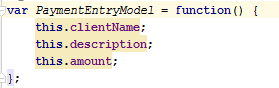 var PaymentEntryModel = function() {
    this.clientName;
    this.description;
    this.amount;
};